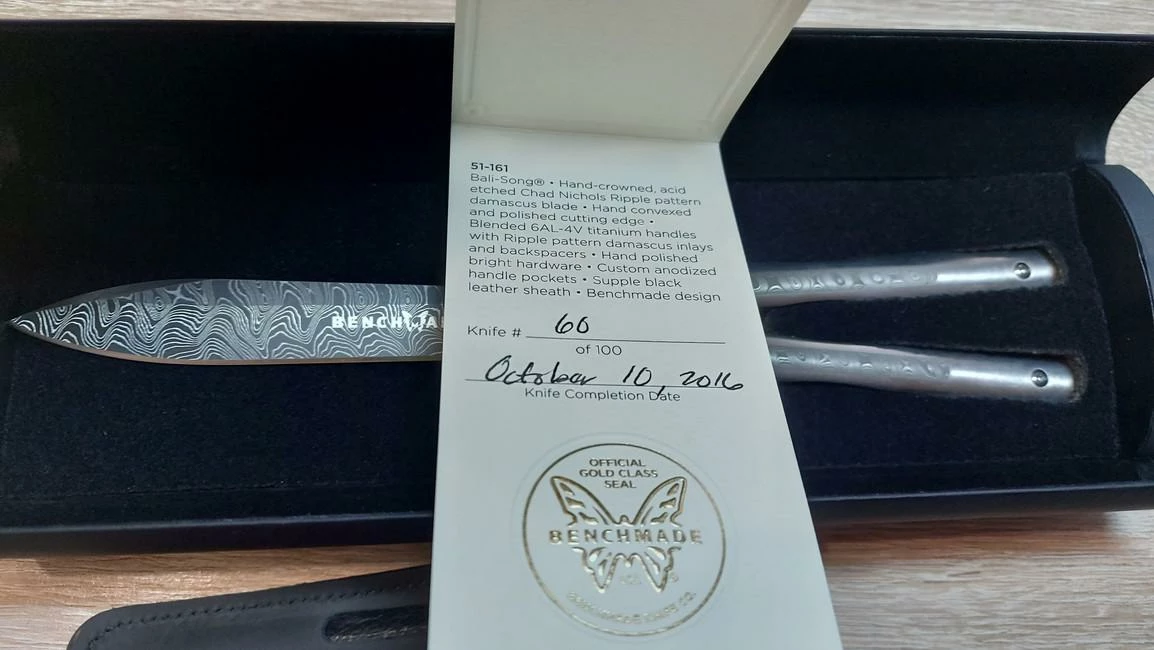 51-161
Bali-Song® • Hand-crowned, acid
etched Chad Nichols Ripple pattern
damascus blade • Hand convexed
and polished cutting edge •
Blended 6AL-4V titanium handles
with Ripple pattern damascus inlays
and backspacers • Hand polished
bright hardware • Custom anodized
handle pockets • Supple black
leather sheath • Benchmade design
BENCHMA
Knife # 60
of 100
October 10, 2016
Knife Completion Date
OFFICIAL
GOLD CLASS
SEAL
BENCHMADE